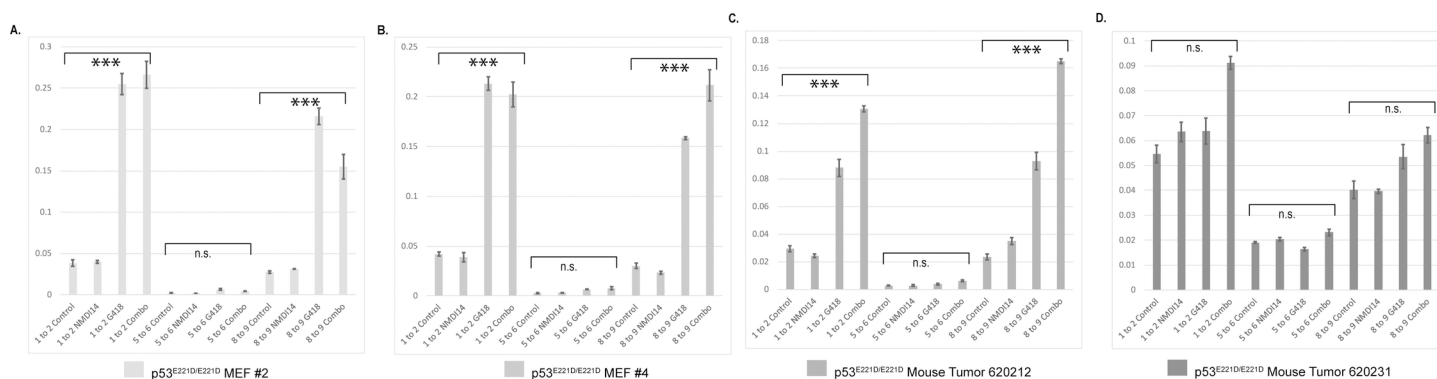 A.
0.3
0.25
0.2
0.15
0.1
0.05
0
***
n.s.
***
1 to 2 Control
1 to 2 NMDI14
1 to 2 G418
1 to 2 Combo
5 to 6 Control
5 to 6 NMDI14
5 to 6 G418
5 to 6 Combo
8 to 9 Control
8 to 9 NMDI14
8 to 9 G418
8 to 9 Combo
p53E221D/E221D MEF #2
B.
0.25
0.2
0.15
0.1
0.05
0
***
n.s.
***
1 to 2 Control
1 to 2 NMDI14
1 to 2 G418
1 to 2 Combo
5 to 6 Control
5 to 6 NMDI14
5 to 6 G418
5 to 6 Combo
8 to 9 Control
8 to 9 NMDI14
8 to 9 G418
8 to 9 Combo
p53E221D/E221D MEF #4
C.
0.18
0.16
0.14
0.12
0.1
0.08
0.06
0.04
0.02
0
***
n.s.
***
1 to 2 Control
1 to 2 NMDI14
1 to 2 G418
1 to 2 Combo
5 to 6 Control
5 to 6 NMDI14
5 to 6 G418
5 to 6 Combo
8 to 9 Control
8 to 9 NMDI14
8 to 9 G418
8 to 9 Combo
p53E221D/E221D Mouse Tumor 620212
D.
0.1
0.09
0.08
0.07
0.06
0.05
0.04
0.03
0.02
0.01
0
n.s.
n.s.
n.s.
1 to 2 Control
1 to 2 NMDI14
1 to 2 G418
1 to 2 Combo
5 to 6 Control
5 to 6 NMDI14
5 to 6 G418
5 to 6 Combo
8 to 9 Control
8 to 9 NMDI14
8 to 9 G418
8 to 9 Combo
p53E221D/E221D Mouse Tumor 620231